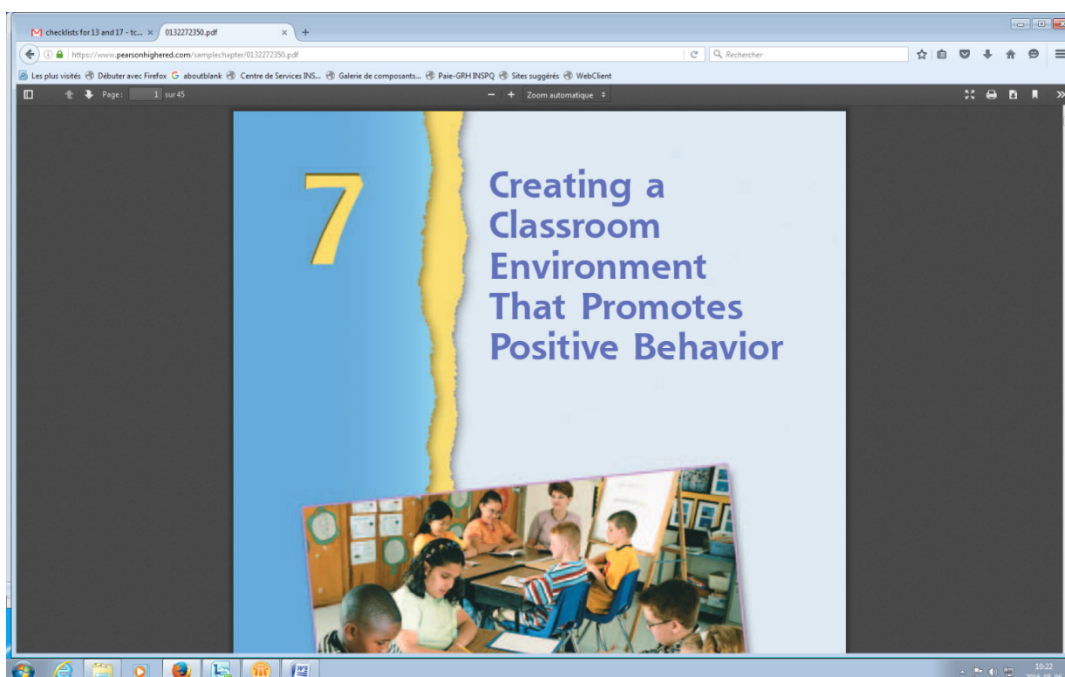 checklists for 13 and 17 - tc... × 0132272350.pdf × +
https://www.pearsonhighered.com/samplechapter/0132272350.pdf Rechercher
Les plus visités Débuter avec Firefox aboutblank Centre de Services INS... Galerie de composants... Paie-GRH INSPQ Sites suggérés WebClient
Page: 1 sur 45 − + Zoom automatique
7
Creating a
Classroom
Environment
That Promotes
Positive Behavior
10:22